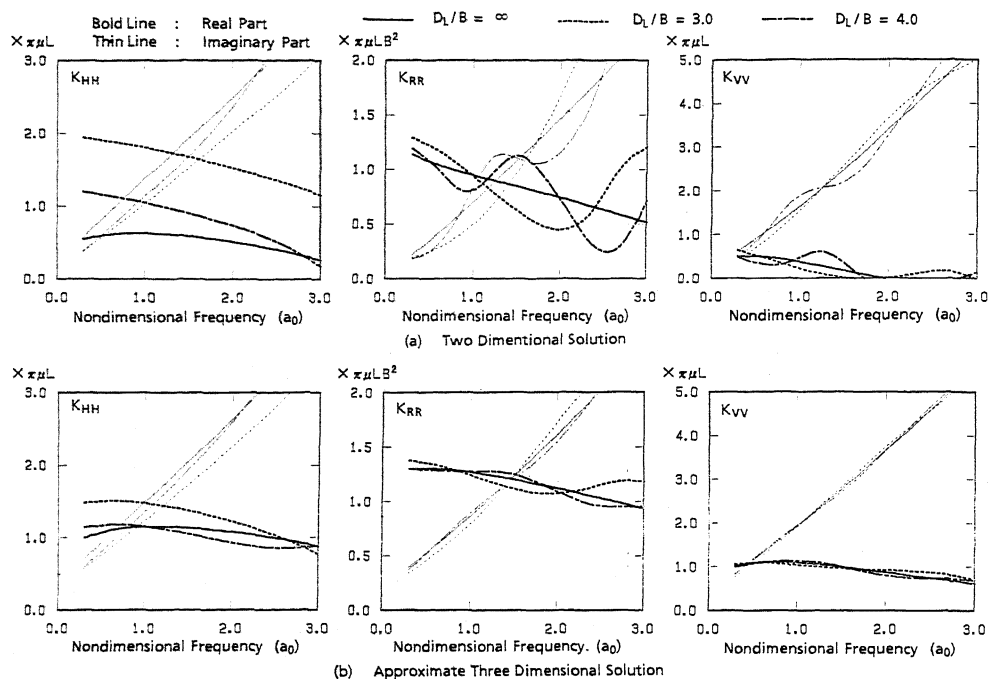 Bold Line : Real Part
Thin Line : Imaginary Part
D_L/B = ∞
D_L/B = 3.0
D_L/B = 4.0
× πμL
× πμLB²
× πμL
3.0
2.0
1.0
0.0
K_HH
0.0 1.0 2.0 3.0
Nondimensional Frequency (a₀)
2.0
1.5
1.0
0.5
0.0
K_RR
0.0 1.0 2.0 3.0
Nondimensional Frequency (a₀)
5.0
4.0
3.0
2.0
1.0
0.0
K_VV
0.0 1.0 2.0 3.0
Nondimensional Frequency (a₀)
(a) Two Dimentional Solution
× πμL
× πμLB²
× πμL
3.0
2.0
1.0
0.0
K_HH
0.0 1.0 2.0 3.0
Nondimensional Frequency (a₀)
2.0
1.5
1.0
0.5
0.0
K_RR
0.0 1.0 2.0 3.0
Nondimensional Frequency. (a₀)
5.0
4.0
3.0
2.0
1.0
0.0
K_VV
0.0 1.0 2.0 3.0
Nondimensional Frequency (a₀)
(b) Approximate Three Dimensional Solution